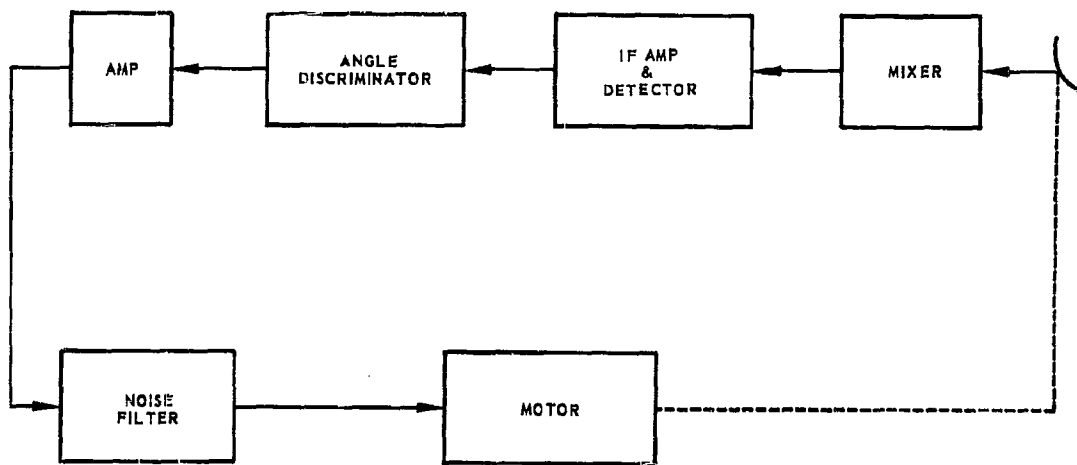 AMP
ANGLE
DISCRIMINATOR
IF AMP
&
DETECTOR
MIXER
NOISE
FILTER
MOTOR